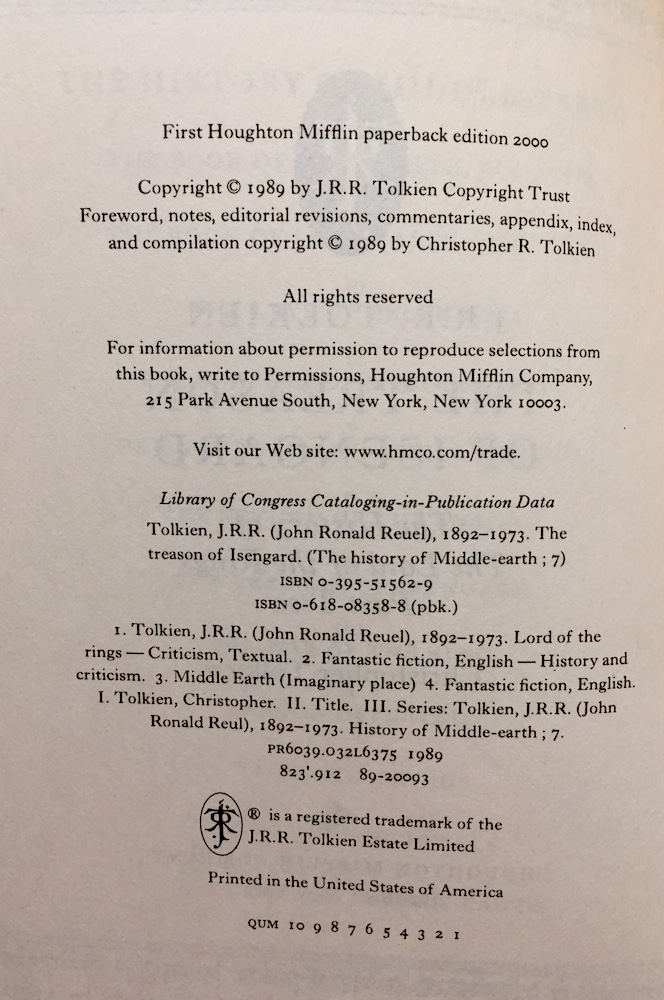 First Houghton Mifflin paperback edition 2000
Copyright © 1989 by J.R.R. Tolkien Copyright Trust
Foreword, notes, editorial revisions, commentaries, appendix, index,
and compilation copyright © 1989 by Christopher R. Tolkien
All rights reserved
For information about permission to reproduce selections from
this book, write to Permissions, Houghton Mifflin Company,
215 Park Avenue South, New York, New York 10003.
Visit our Web site: www.hmco.com/trade.
Library of Congress Cataloging-in-Publication Data
Tolkien, J.R.R. (John Ronald Reuel), 1892–1973. The
treason of Isengard. (The history of Middle-earth ; 7)
ISBN 0-395-51562-9
ISBN 0-618-08358-8 (pbk.)
1. Tolkien, J.R.R. (John Ronald Reuel), 1892–1973. Lord of the
rings — Criticism, Textual. 2. Fantastic fiction, English — History and
criticism. 3. Middle Earth (Imaginary place) 4. Fantastic fiction, English.
I. Tolkien, Christopher. II. Title. III. Series: Tolkien, J.R.R. (John
Ronald Reul), 1892–1973. History of Middle-earth ; 7.
PR6039.032L6375 1989
823'.912 89-20093
® is a registered trademark of the
J.R.R. Tolkien Estate Limited
Printed in the United States of America
QUM 10 9 8 7 6 5 4 3 2 1